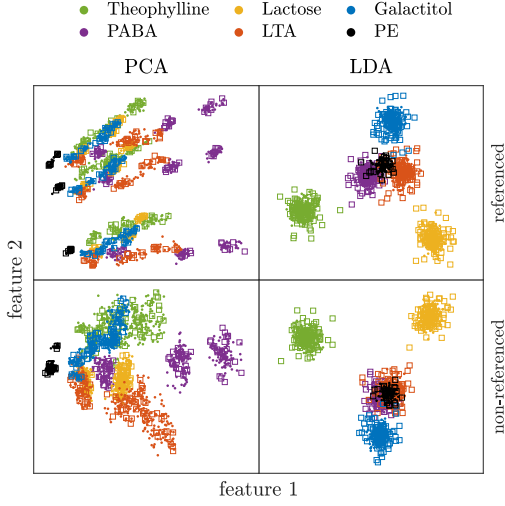 Theophylline Lactose Galactitol
PABA LTA PE
PCA LDA
referenced
feature 2
non-referenced
feature 1